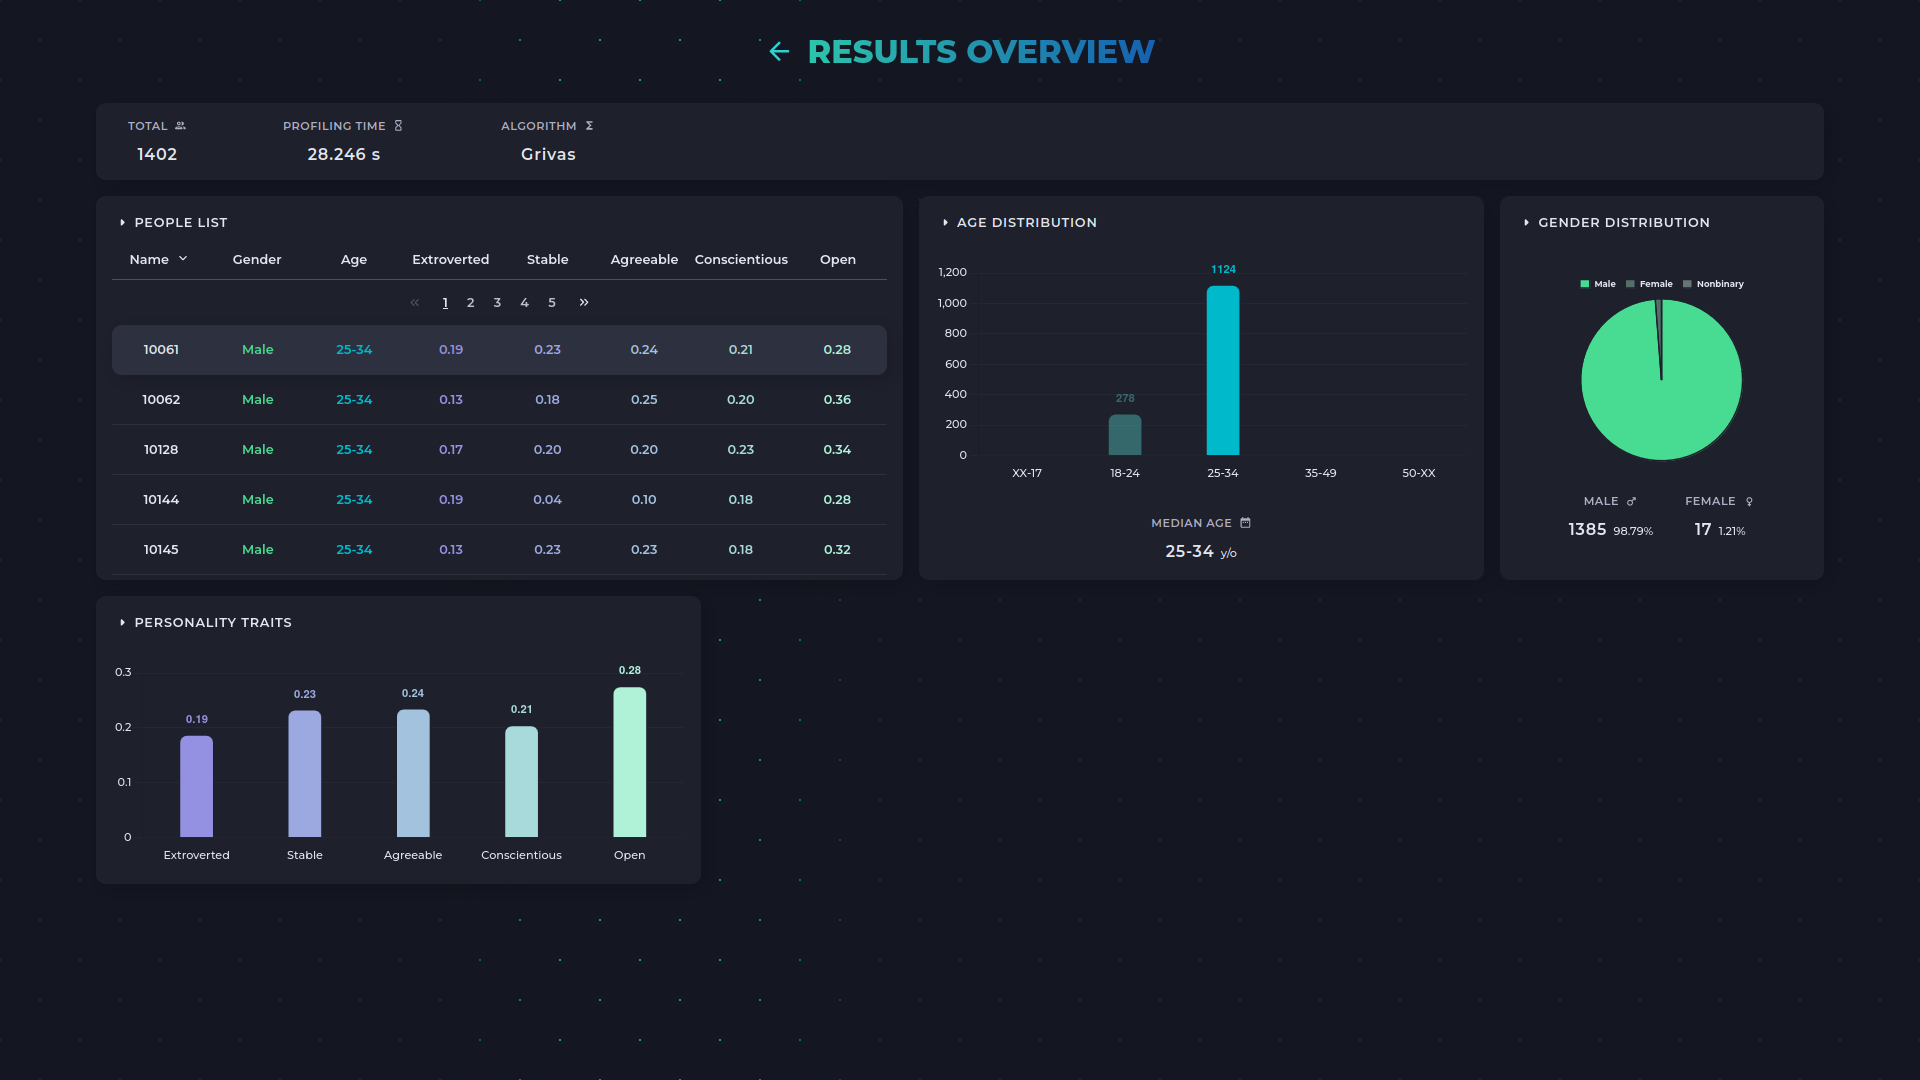 RESULTS OVERVIEW
TOTAL PROFILING TIME ALGORITHM
1402 28.246 s Grivas
PEOPLE LIST
Name Gender Age Extroverted Stable Agreeable Conscientious Open
« 1 2 3 4 5 »
10061 Male 25-34 0.19 0.23 0.24 0.21 0.28
10062 Male 25-34 0.13 0.18 0.25 0.20 0.36
10128 Male 25-34 0.17 0.20 0.20 0.23 0.34
10144 Male 25-34 0.19 0.04 0.10 0.18 0.28
10145 Male 25-34 0.13 0.23 0.23 0.18 0.32
AGE DISTRIBUTION
1124
1,200
1,000
800
600
400
200
0
278
XX-17 18-24 25-34 35-49 50-XX
MEDIAN AGE
25-34 y/o
GENDER DISTRIBUTION
Male Female Nonbinary
MALE FEMALE
1385 98.79% 17 1.21%
PERSONALITY TRAITS
0.3
0.2
0.1
0
0.19 0.23 0.24 0.21 0.28
Extroverted Stable Agreeable Conscientious Open